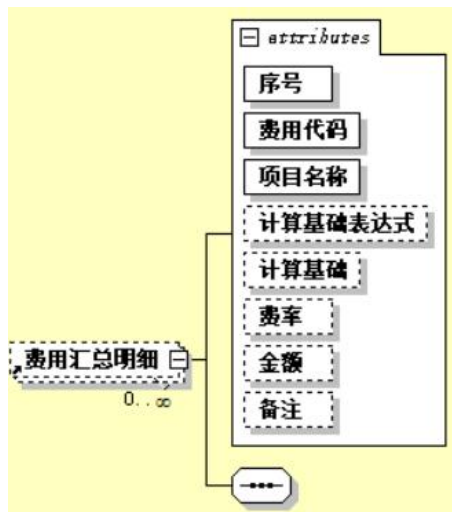 attributes
序号
费用代码
项目名称
计算基础表达式
计算基础
费率
金额
备注
费用汇总明细
0..∞